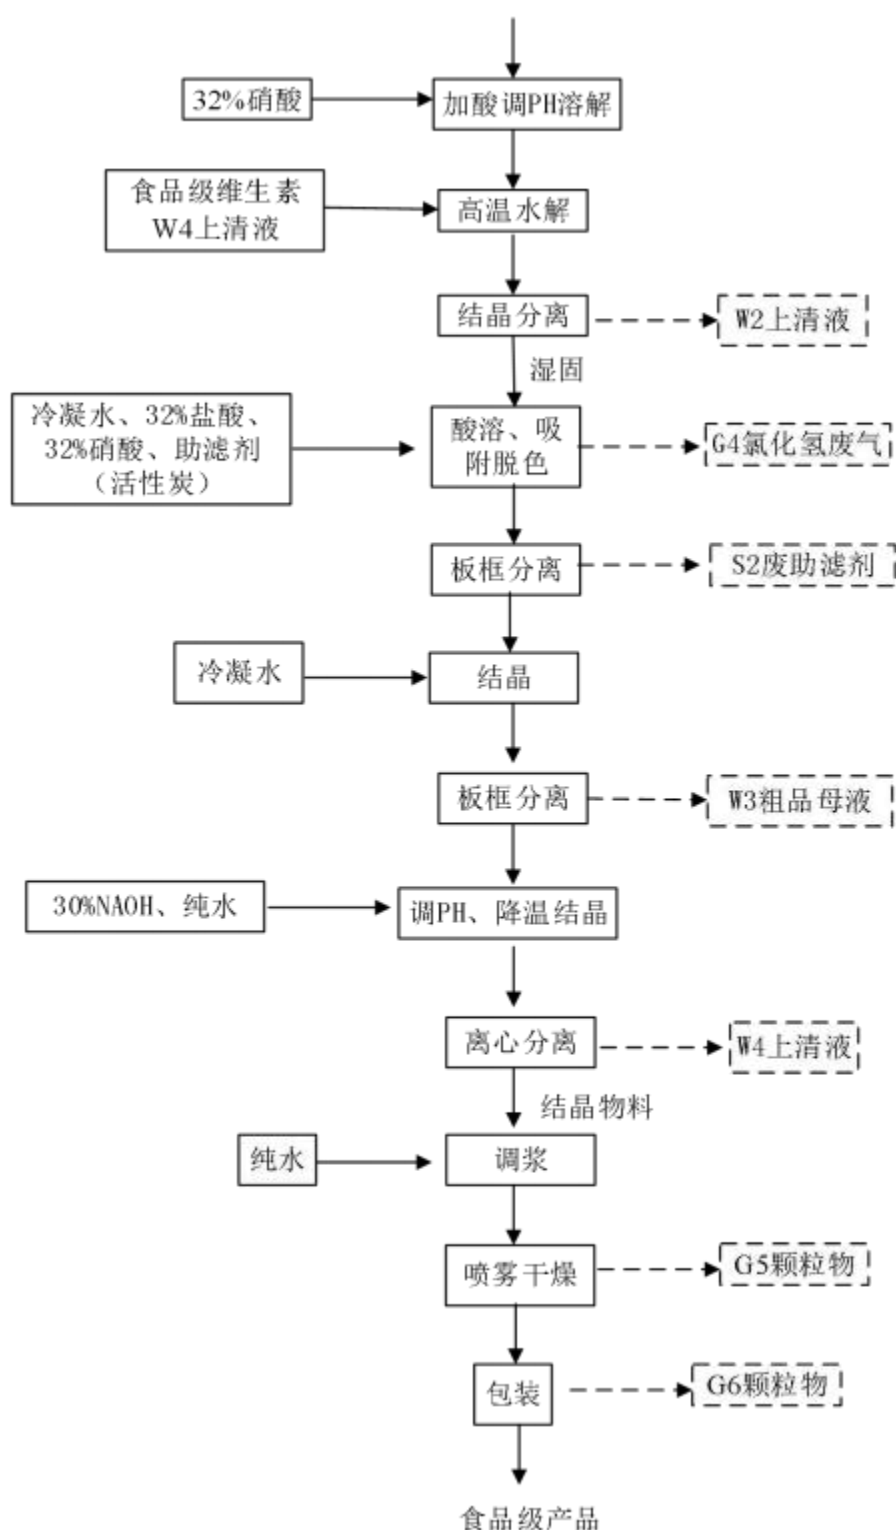 32%硝酸
加酸调PH溶解
食品级维生素
W4上清液
高温水解
结晶分离
W2上清液
湿固
冷凝水、32%盐酸、
32%硝酸、助滤剂
（活性炭）
酸溶、吸
附脱色
G4氯化氢废气
板框分离
S2废助滤剂
冷凝水
结晶
板框分离
W3粗品母液
30%NAOH、纯水
调PH、降温结晶
离心分离
W4上清液
结晶物料
纯水
调浆
喷雾干燥
G5颗粒物
包装
G6颗粒物
食品级产品